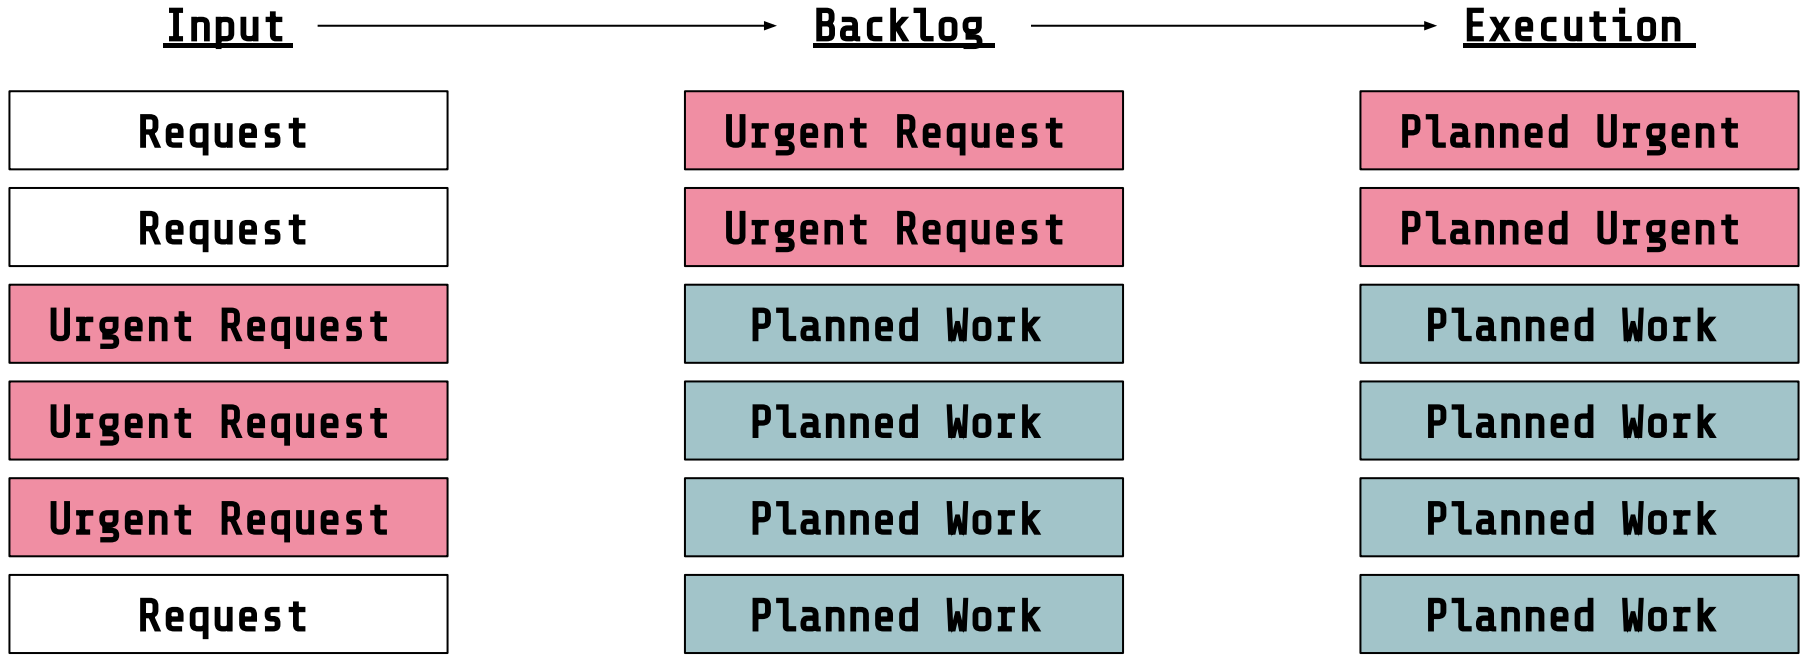 Input
Backlog
Execution
Request
Urgent Request
Planned Urgent
Request
Urgent Request
Planned Urgent
Urgent Request
Planned Work
Planned Work
Urgent Request
Planned Work
Planned Work
Urgent Request
Planned Work
Planned Work
Request
Planned Work
Planned Work